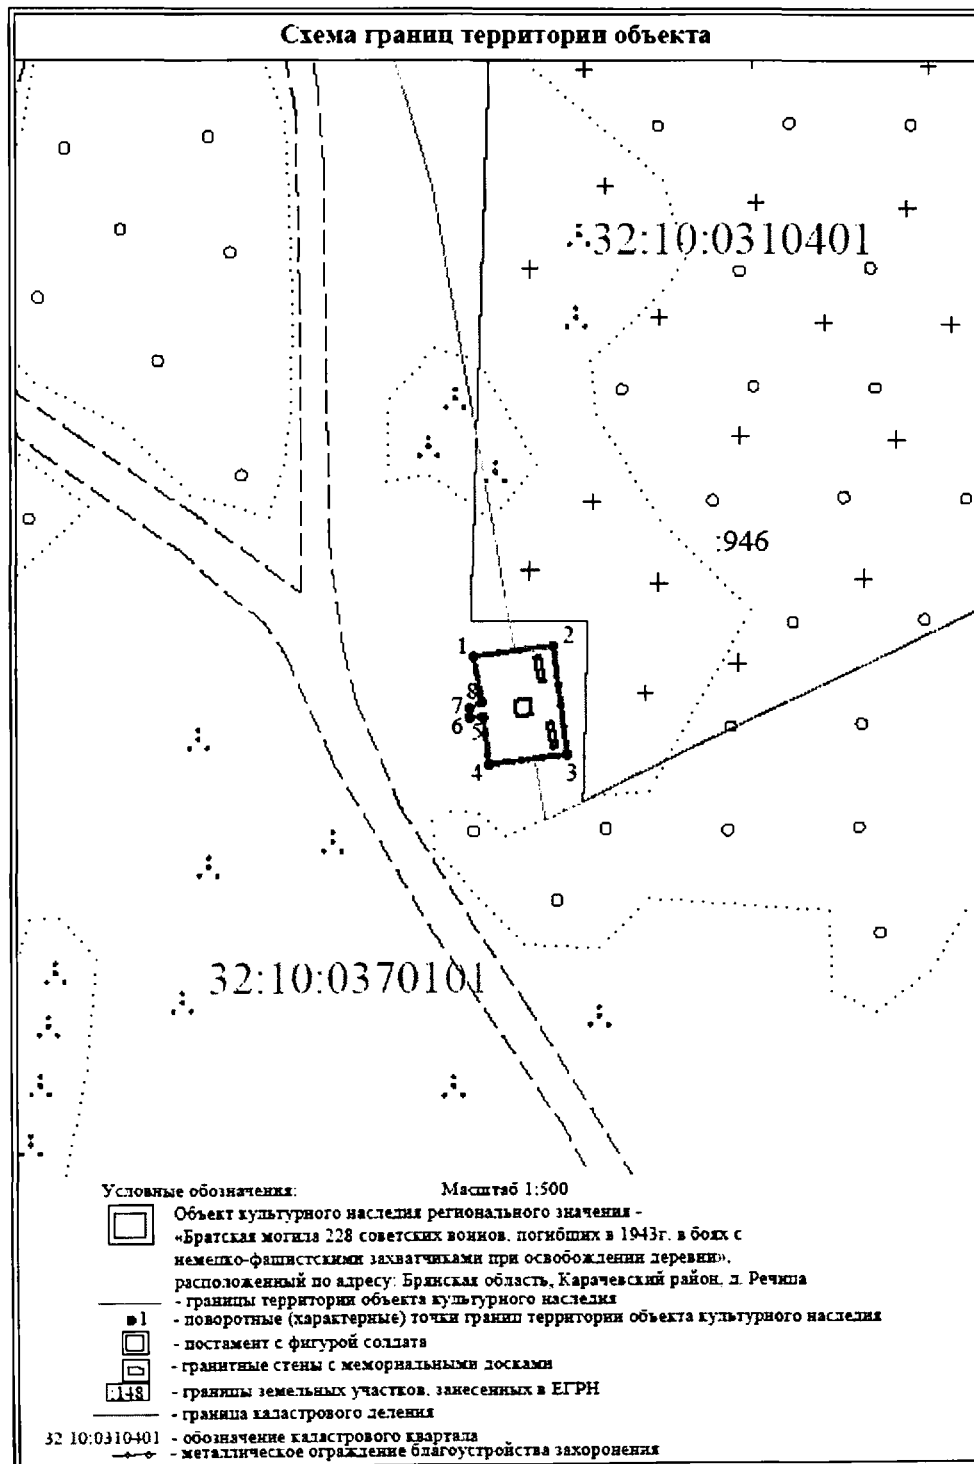 Схема границ территории объекта
32:10:0310401
:946
1
2
8
7
6
5
4
3
32:10:0370101
Условные обозначения:
Масштаб 1:500
Объект культурного наследия регионального значения -
«Братская могила 228 советских воинов, погибших в 1943г. в боях с
немецко-фашистскими захватчиками при освобождении деревни»,
расположенный по адресу: Брянская область, Карачевский район, д. Речица
- границы территории объекта культурного наследия
1 - поворотные (характерные) точки границ территории объекта культурного наследия
- постамент с фигурой солдата
- гранитные стены с мемориальными досками
:148 - границы земельных участков, занесенных в ЕГРН
- граница кадастрового деления
32 10:0310401 - обозначение кадастрового квартала
- металлическое ограждение благоустройства захоронения